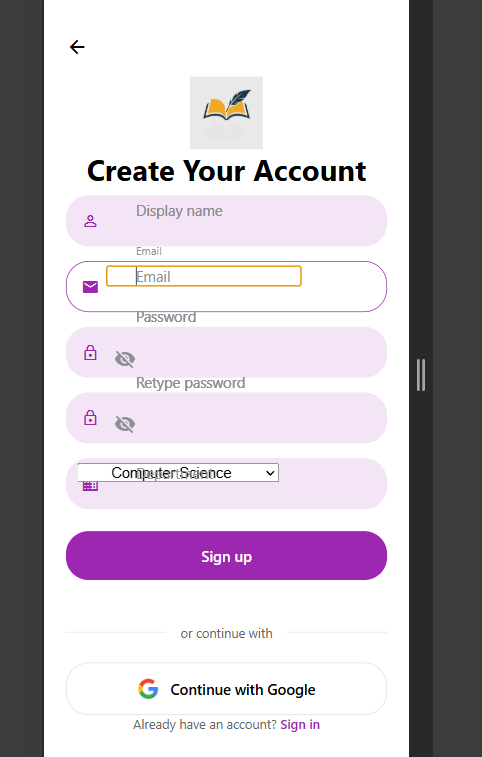 Create Your Account
Display name
Email
Email
Password
Retype password
Computer Science
Department
Sign up
or continue with
Continue with Google
Already have an account? Sign in